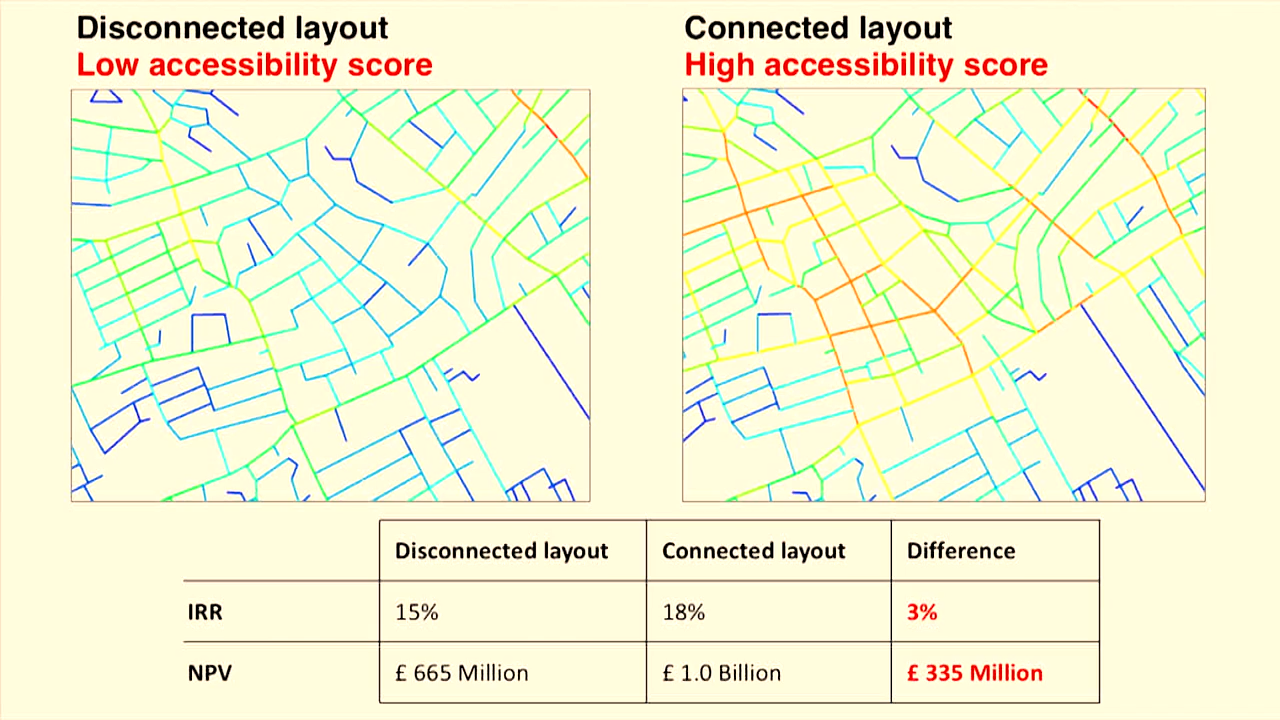 Disconnected layout
Low accessibility score
Connected layout
High accessibility score
Disconnected layout Connected layout Difference
IRR 15% 18% 3%
NPV £ 665 Million £ 1.0 Billion £ 335 Million